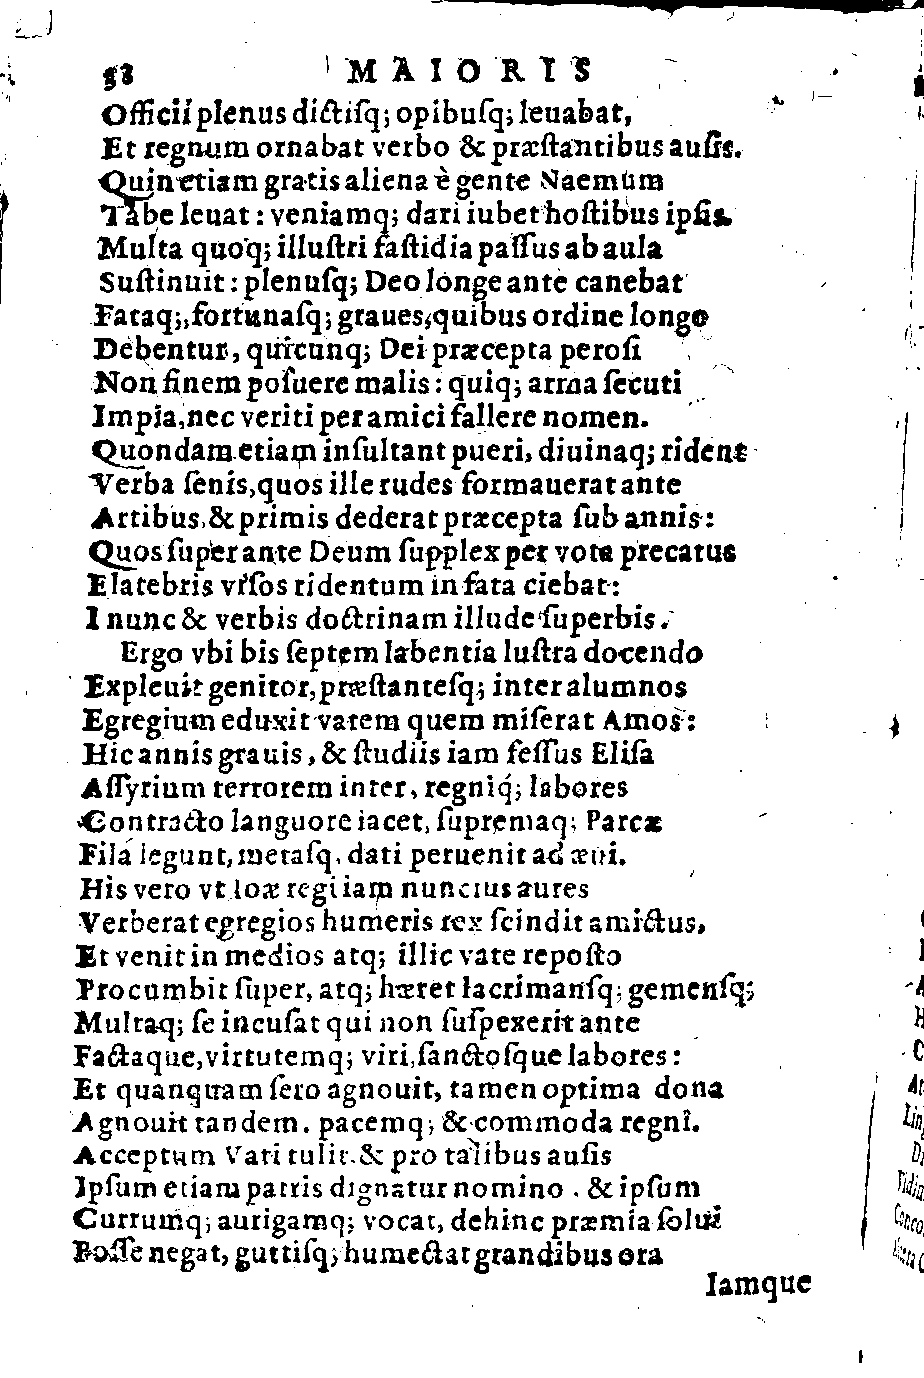 98 MAIORIS
Officii plenus dictiſq; opibuſq; leuabat,
Et regnum ornabat verbo & præſtantibus auſis.
Quin etiam gratis aliena è gente Naemum
Tabe leuat: veniamq; dari iubet hoſtibus ipſis.
Multa quoq; illuſtri faſtidia paſſus ab aula
Suſtinuit: plenuſq; Deo longe ante canebat
Fataq;, fortunaſq; graues, quibus ordine longo
Debentur, quicunq; Dei præcepta peroſi
Non finem poſuere malis: quiq; arma ſecuti
Impia, nec veriti per amici fallere nomen.
Quondam etiam inſultant pueri, diuinaq; rident
Verba ſenis, quos ille rudes formauerat ante
Artibus, & primis dederat præcepta ſub annis:
Quos ſuper ante Deum ſupplex per vota precatus
E latebris vrſos ridentum in fata ciebat:
I nunc & verbis doctrinam illude ſuperbis.
Ergo vbi bis ſeptem labentia luſtra docendo
Expleuit genitor, præſtanteſq; inter alumnos
Egregium eduxit vatem quem miſerat Amos:
Hic annis grauis, & ſtudiis iam feſſus Eliſa
Aſſyrium terrorem inter, regniq́; labores
Contracto languore iacet, ſupremaq; Parcæ
Fila legunt, metaſq. dati peruenit ad æui.
His vero vt Ioæ regi iam nuncius aures
Verberat egregios humeris rex ſcindit amictus,
Et venit in medios atq; illic vate repoſto
Procumbit ſuper, atq; hæret lacrimanſq; gemenſq;
Multaq; ſe incuſat qui non ſuſpexerit ante
Factaque, virtutemq; viri, ſanctoſque labores:
Et quanquam ſero agnouit, tamen optima dona
Agnouit tandem. pacemq; & commoda regni.
Acceptum Vati tulit. & pro talibus auſis
Ipſum etiam patris dignatur nomino . & ipſum
Currumq; aurigamq; vocat, dehinc præmia ſolui
Poſſe negat, guttiſq; humectat grandibus ora
Iamque